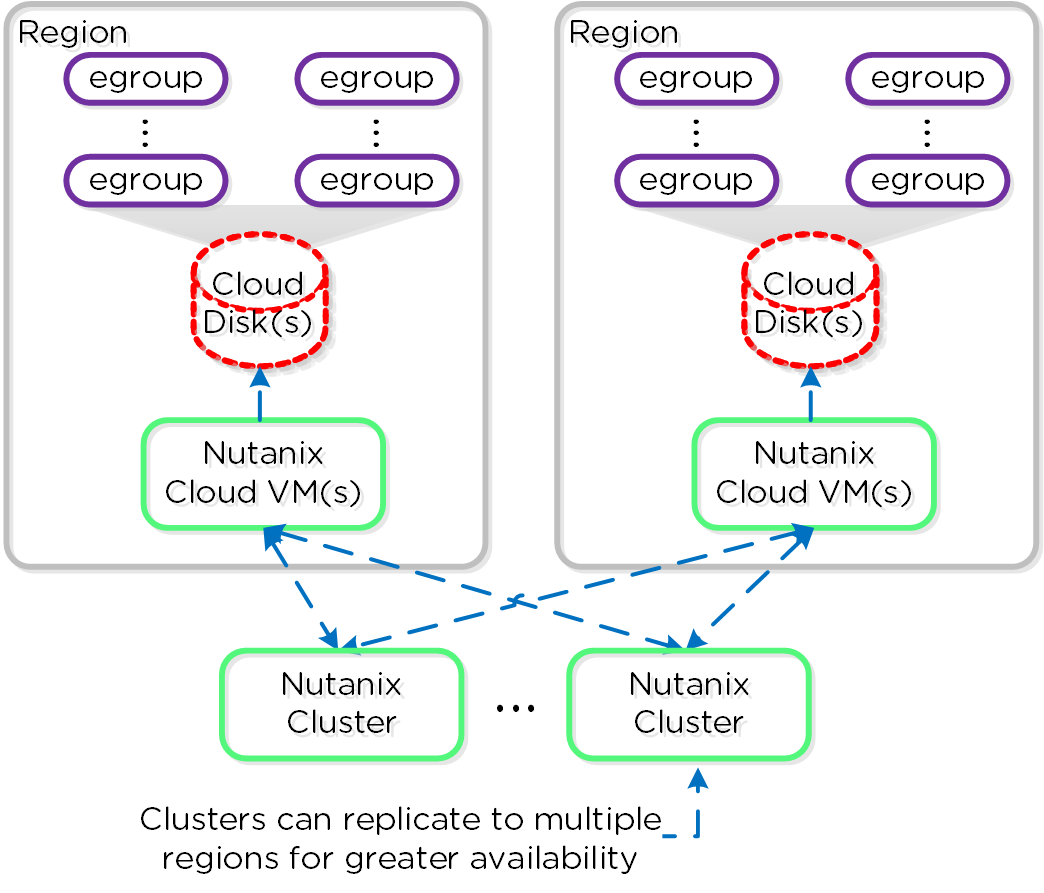 Region
egroup
egroup
egroup
egroup
Cloud
Disk(s)
Nutanix
Cloud VM(s)
Region
egroup
egroup
egroup
egroup
Cloud
Disk(s)
Nutanix
Cloud VM(s)
Nutanix
Cluster
...
Nutanix
Cluster
Clusters can replicate to multiple
regions for greater availability